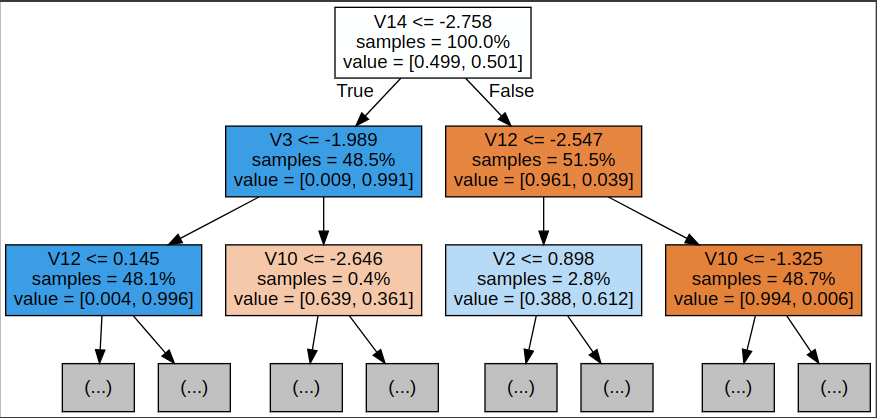 V14 <= -2.758
samples = 100.0%
value = [0.499, 0.501]
True
False
V3 <= -1.989
samples = 48.5%
value = [0.009, 0.991]
V12 <= -2.547
samples = 51.5%
value = [0.961, 0.039]
V12 <= 0.145
samples = 48.1%
value = [0.004, 0.996]
V10 <= -2.646
samples = 0.4%
value = [0.639, 0.361]
V2 <= 0.898
samples = 2.8%
value = [0.388, 0.612]
V10 <= -1.325
samples = 48.7%
value = [0.994, 0.006]
(...)
(...)
(...)
(...)
(...)
(...)
(...)
(...)